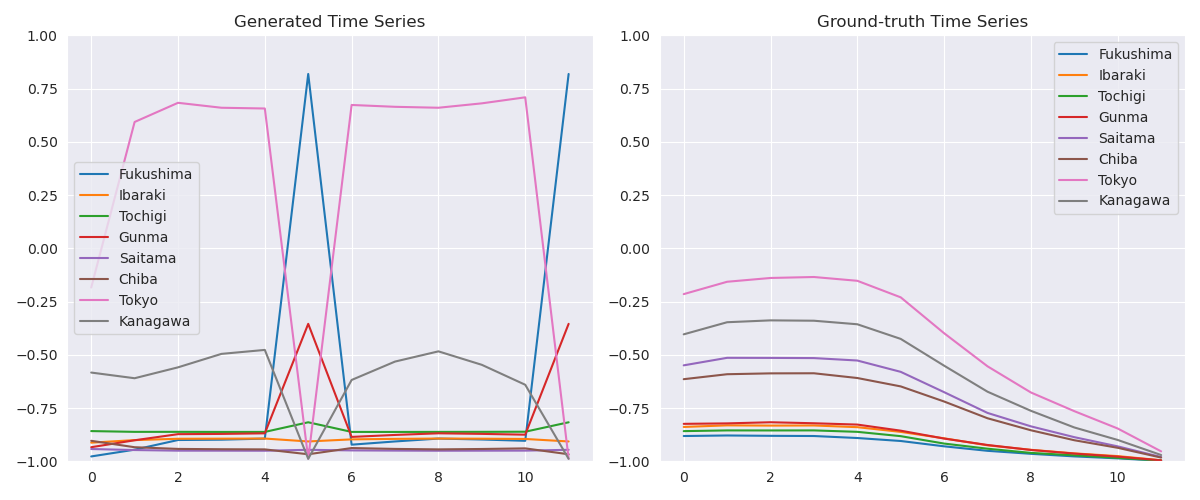 Generated Time Series
1.00
0.75
0.50
0.25
0.00
−0.25
−0.50
−0.75
−1.00
0 2 4 6 8 10
Fukushima
Ibaraki
Tochigi
Gunma
Saitama
Chiba
Tokyo
Kanagawa
Ground-truth Time Series
1.00
0.75
0.50
0.25
0.00
−0.25
−0.50
−0.75
−1.00
0 2 4 6 8 10
Fukushima
Ibaraki
Tochigi
Gunma
Saitama
Chiba
Tokyo
Kanagawa